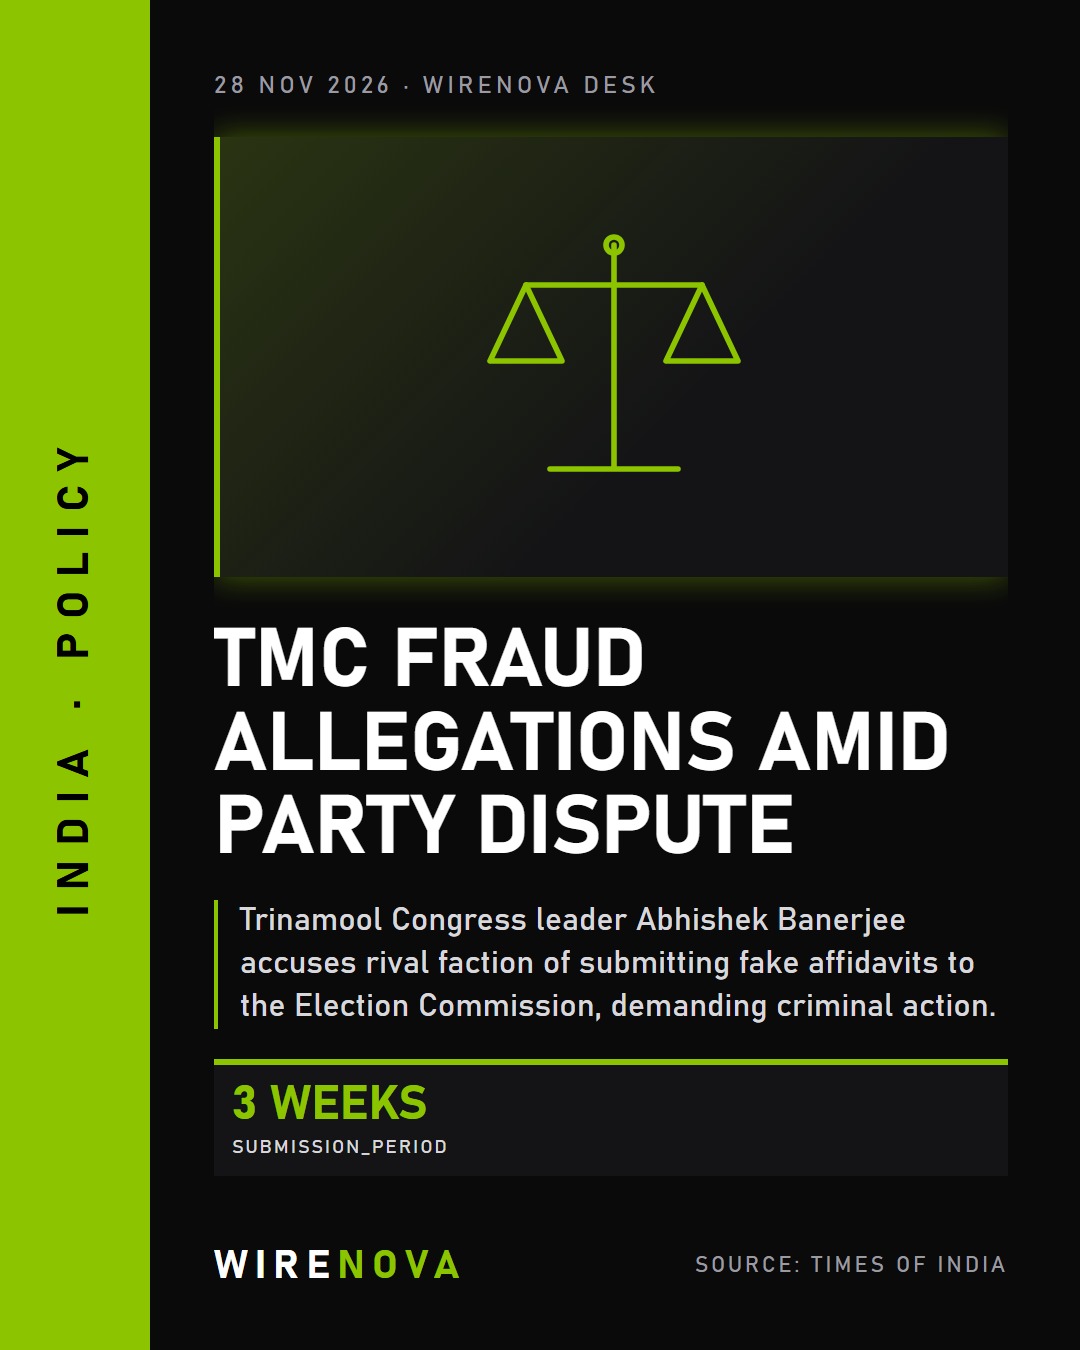 28 NOV 2026 · WIRENOVA DESK
INDIA · POLICY
TMC FRAUD
ALLEGATIONS AMID
PARTY DISPUTE
Trinamool Congress leader Abhishek Banerjee
accuses rival faction of submitting fake affidavits to
the Election Commission, demanding criminal action.
3 WEEKS
SUBMISSION_PERIOD
WIRENOVA
SOURCE: TIMES OF INDIA